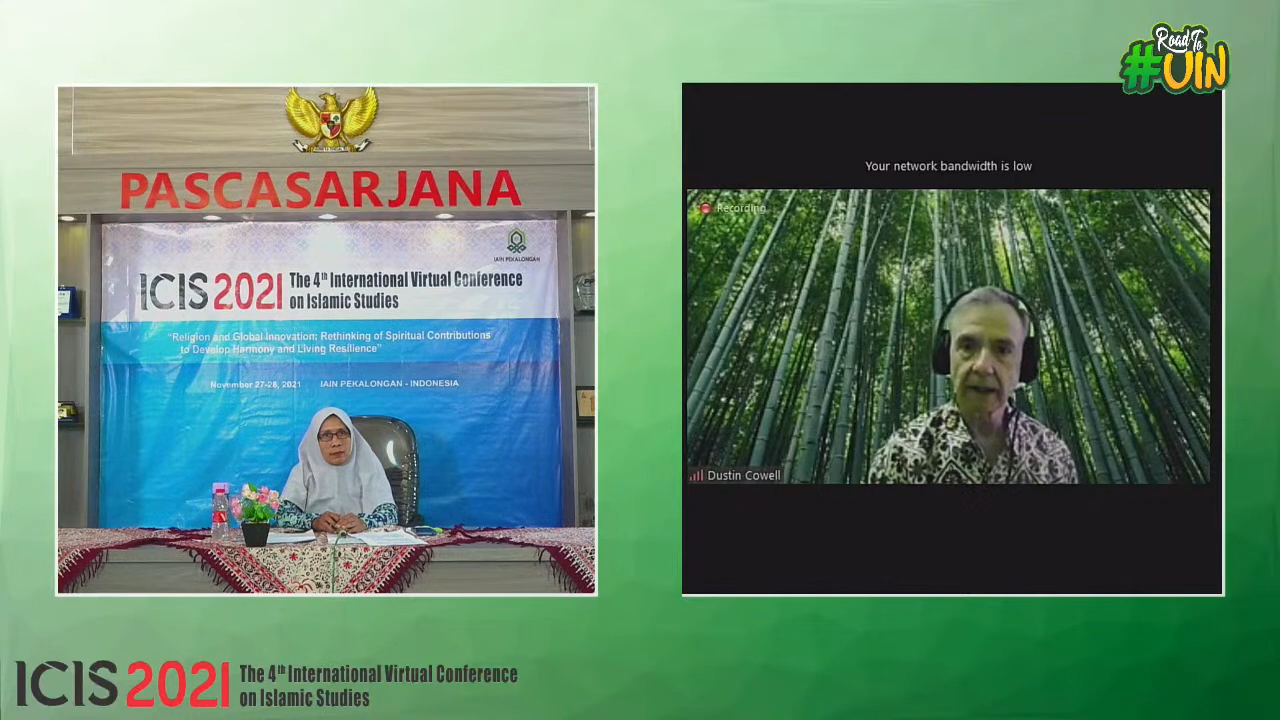 Road To
#UIN
PASCASARJANA
IAIN PEKALONGAN
ICIS 2021 The 4th International Virtual Conference
on Islamic Studies
"Religion and Global Innovation: Rethinking of Spiritual Contributions
to Develop Harmony and Living Resilience"
November 27-28, 2021 IAIN PEKALONGAN - INDONESIA
Your network bandwidth is low
Recording
Dustin Cowell
ICIS 2021 The 4th International Virtual Conference
on Islamic Studies